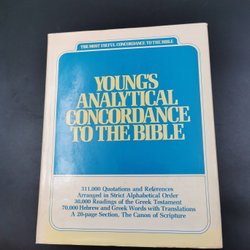 THE MOST USEFUL CONCORDANCE TO THE BIBLE
YOUNG'S
ANALYTICAL
CONCORDANCE
TO THE BIBLE
311,000 Quotations and References
Arranged in Strict Alphabetical Order
30,000 Readings of the Greek Testament
70,000 Hebrew and Greek Words with Translations
A 20-page Section, The Canon of Scripture